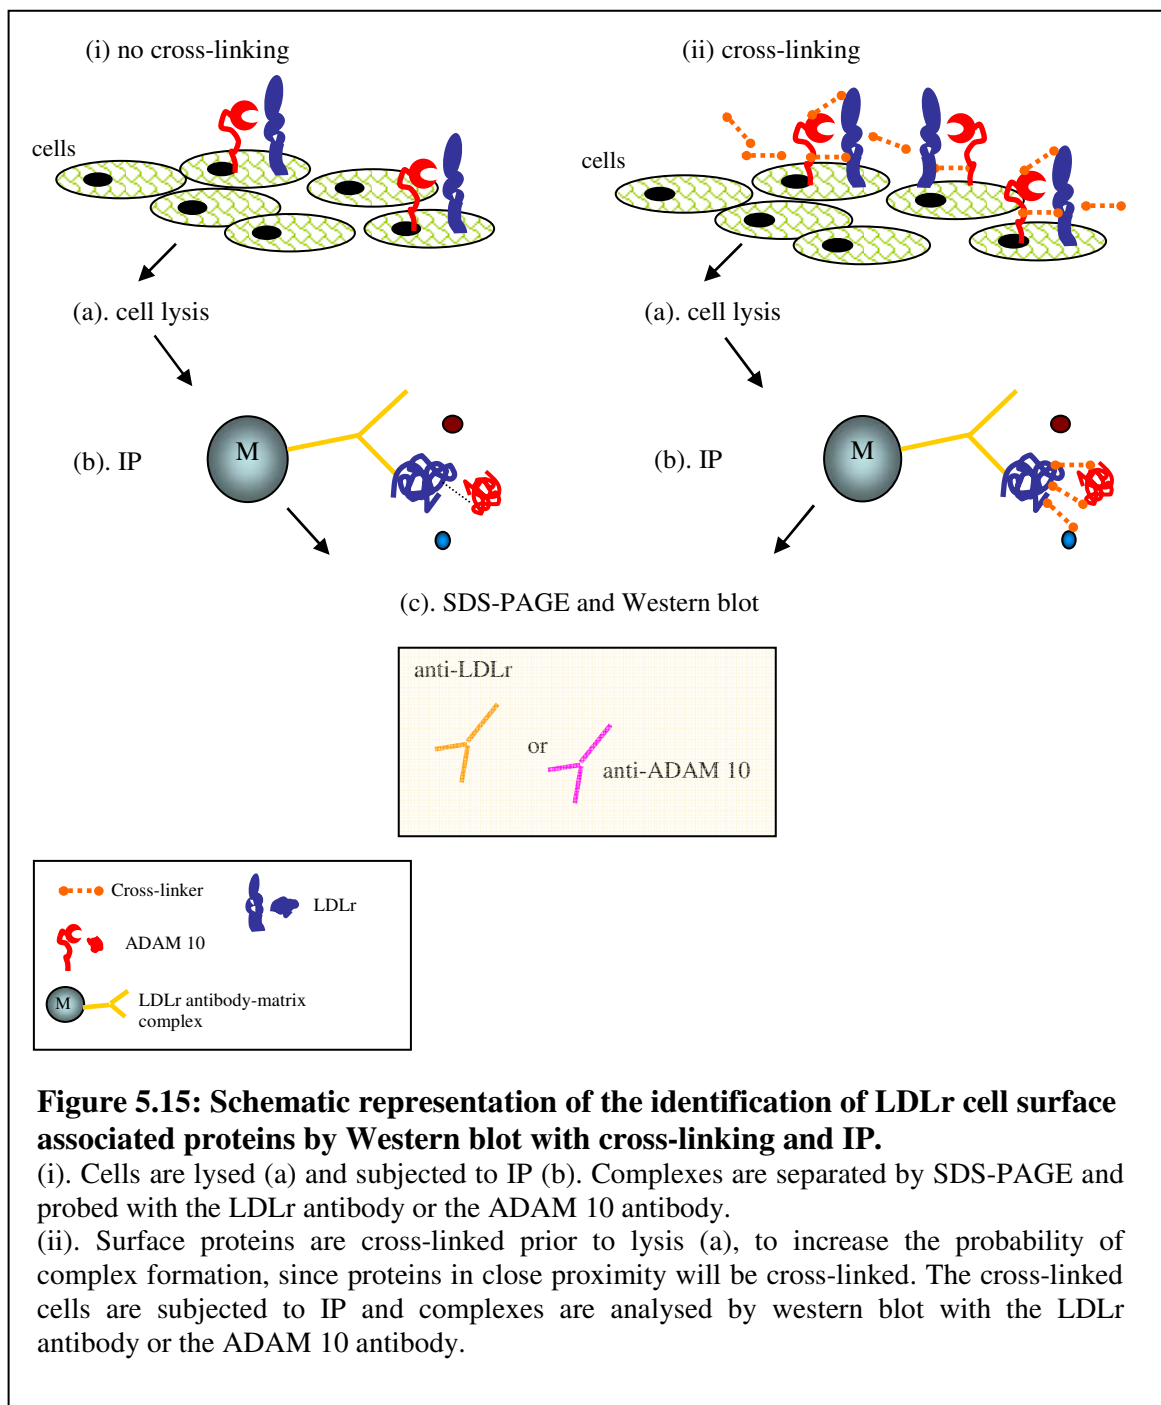 (i) no cross-linking
(ii) cross-linking
cells
cells
(a). cell lysis
(a). cell lysis
(b). IP
M
(b). IP
M
(c). SDS-PAGE and Western blot
anti-LDLr
or
anti-ADAM 10
Cross-linker
LDLr
ADAM 10
M
LDLr antibody-matrix
complex
Figure 5.15: Schematic representation of the identification of LDLr cell surface
associated proteins by Western blot with cross-linking and IP.
(i). Cells are lysed (a) and subjected to IP (b). Complexes are separated by SDS-PAGE and
probed with the LDLr antibody or the ADAM 10 antibody.
(ii). Surface proteins are cross-linked prior to lysis (a), to increase the probability of
complex formation, since proteins in close proximity will be cross-linked. The cross-linked
cells are subjected to IP and complexes are analysed by western blot with the LDLr
antibody or the ADAM 10 antibody.